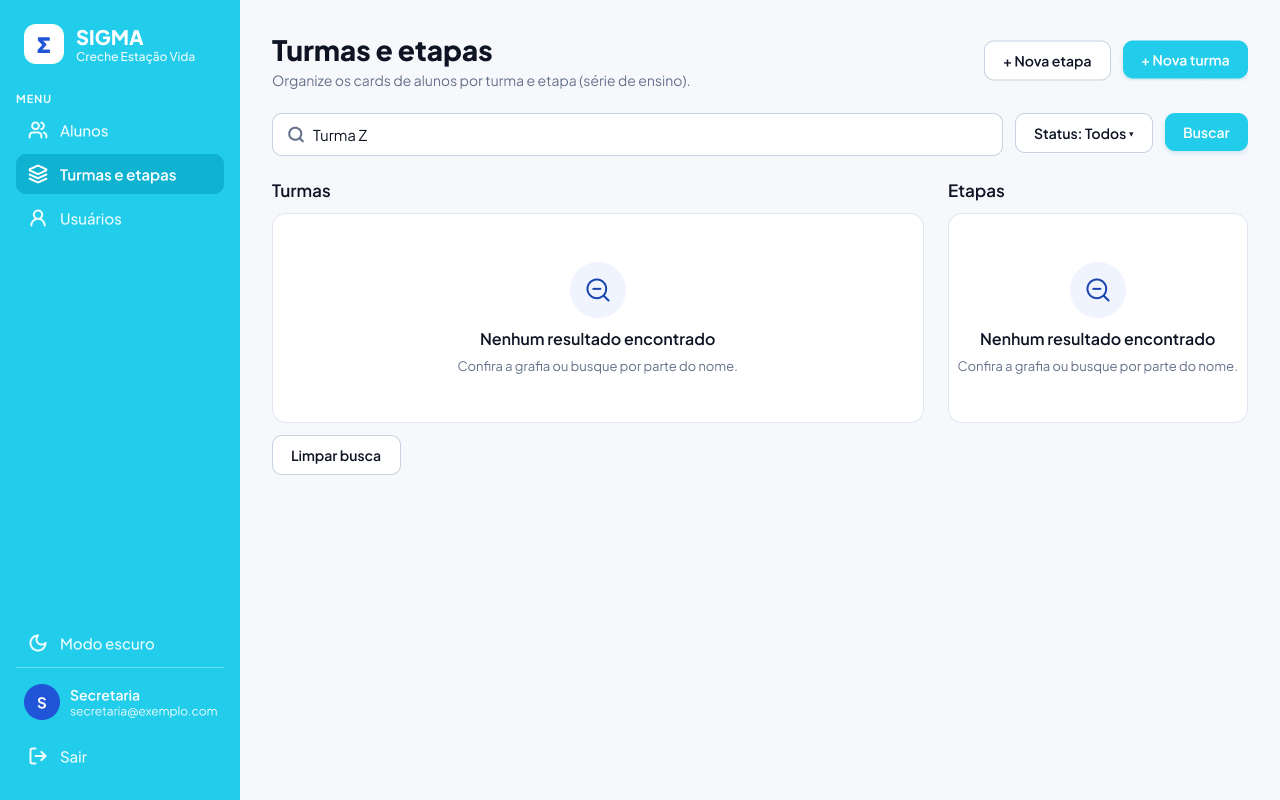 Σ
SIGMA
Creche Estação Vida
MENU
Alunos
Turmas e etapas
Usuários
Modo escuro
S
Secretaria
secretaria@exemplo.com
Sair
Turmas e etapas
Organize os cards de alunos por turma e etapa (série de ensino).
+ Nova etapa
+ Nova turma
Turma Z
Status: Todos ▾
Buscar
Turmas
Nenhum resultado encontrado
Confira a grafia ou busque por parte do nome.
Etapas
Nenhum resultado encontrado
Confira a grafia ou busque por parte do nome.
Limpar busca